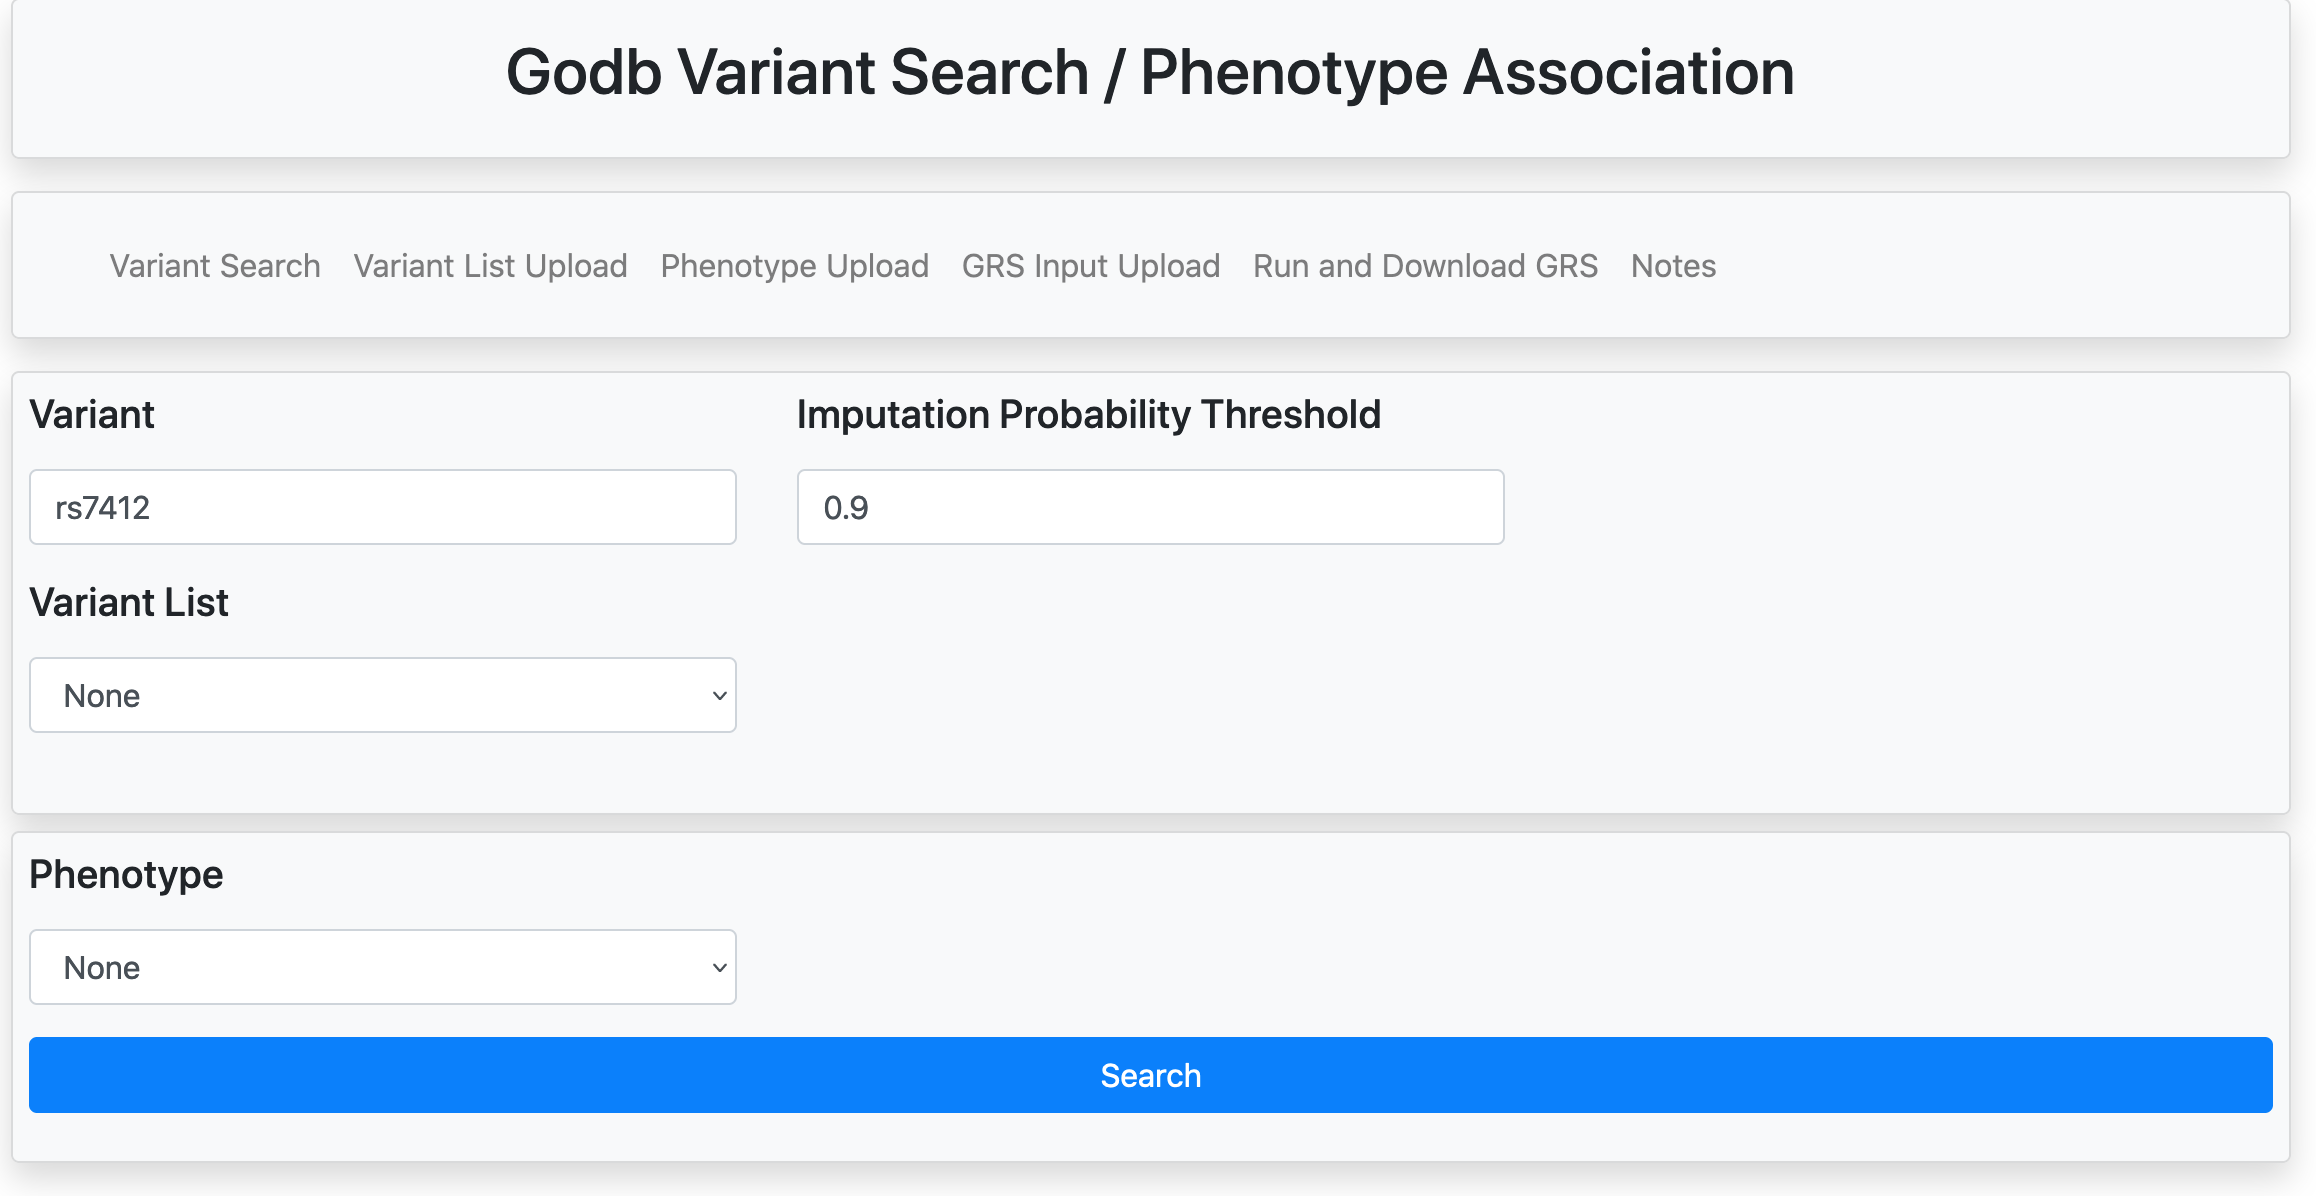 Godb Variant Search / Phenotype Association
Variant Search Variant List Upload Phenotype Upload GRS Input Upload Run and Download GRS Notes
Variant Imputation Probability Threshold
rs7412 0.9
Variant List
None
Phenotype
None
Search